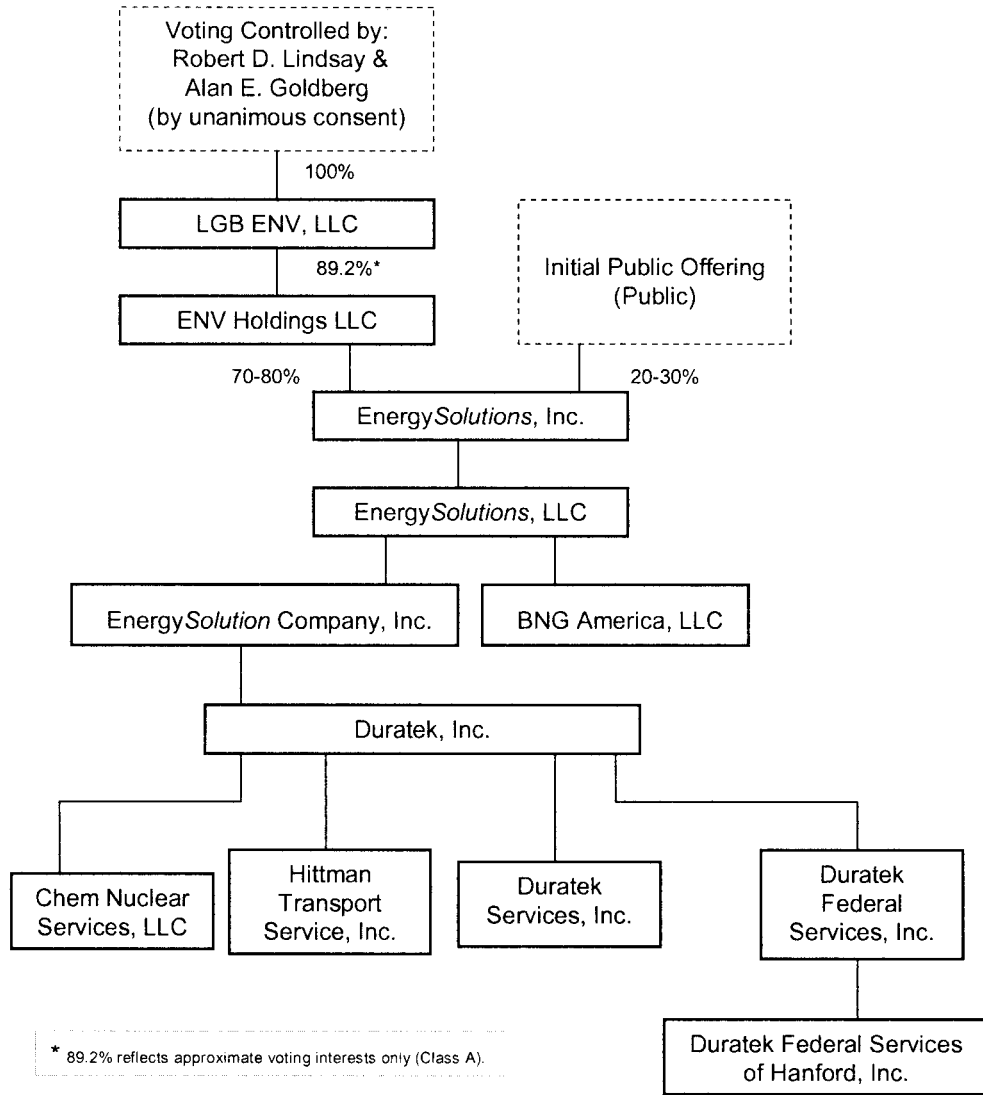 Voting Controlled by:
Robert D. Lindsay &
Alan E. Goldberg
(by unanimous consent)
100%
LGB ENV, LLC
89.2%*
ENV Holdings LLC
Initial Public Offering
(Public)
70-80%
20-30%
EnergySolutions, Inc.
EnergySolutions, LLC
EnergySolution Company, Inc.
BNG America, LLC
Duratek, Inc.
Chem Nuclear
Services, LLC
Hittman
Transport
Service, Inc.
Duratek
Services, Inc.
Duratek
Federal
Services, Inc.
Duratek Federal Services
of Hanford, Inc.
* 89.2% reflects approximate voting interests only (Class A).